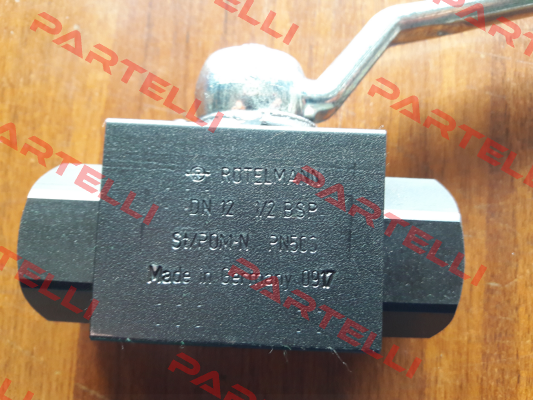 ROTELMANN
DN 12 1/2 BSP
St/POM-N PN500
Made in Germany 0917
PARTELLI
PARTELLI
PARTELLI
PARTELLI
PARTELLI
PARTELLI
PARTELLI